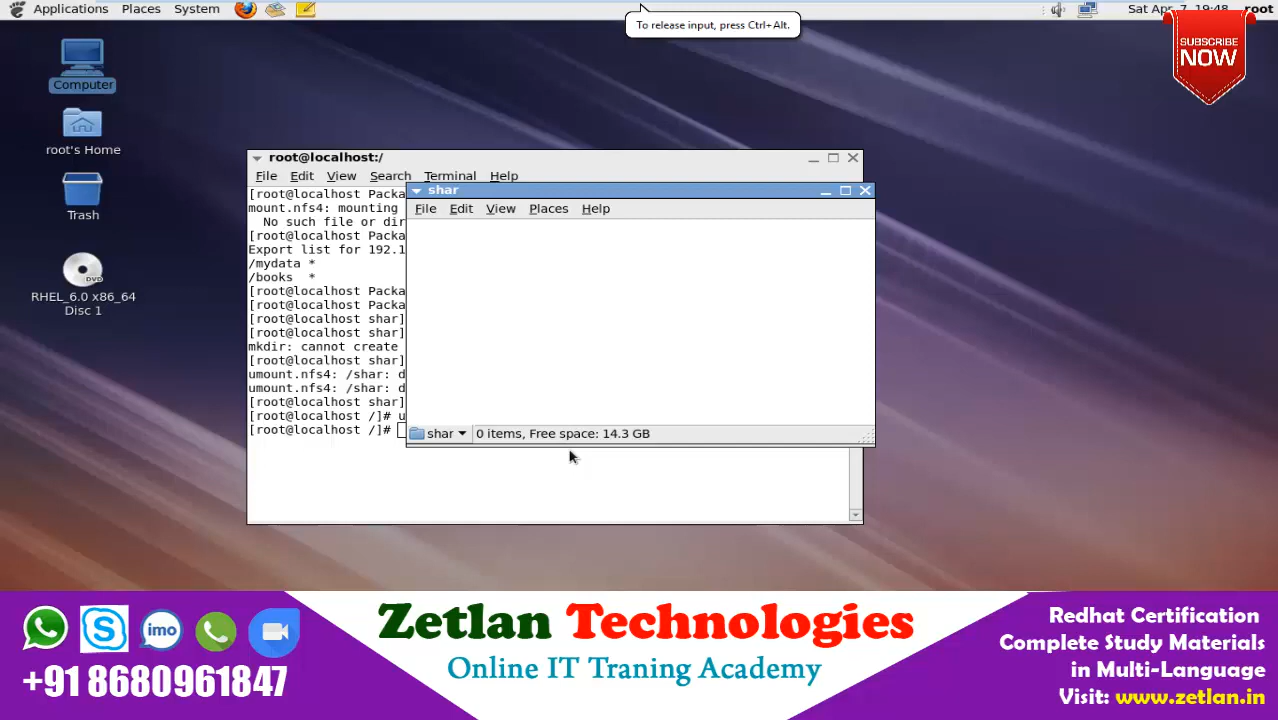 Applications Places System
Sat Apr 7, 19:48 root
To release input, press Ctrl+Alt.
SUBSCRIBE
NOW
Computer
root's Home
Trash
RHEL_6.0 x86_64
Disc 1
root@localhost:/
File Edit View Search Terminal Help
[root@localhost Packa
mount.nfs4: mounting
No such file or dir
[root@localhost Packa
Export list for 192.1
/mydata *
/books *
[root@localhost Packa
[root@localhost Packa
[root@localhost shar]
[root@localhost shar]
mkdir: cannot create
[root@localhost shar]
umount.nfs4: /shar: d
umount.nfs4: /shar: d
[root@localhost shar]
[root@localhost /]# u
[root@localhost /]#
shar
File Edit View Places Help
shar 0 items, Free space: 14.3 GB
imo
+91 8680961847
Zetlan Technologies
Online IT Traning Academy
Redhat Certification
Complete Study Materials
in Multi-Language
Visit: www.zetlan.in